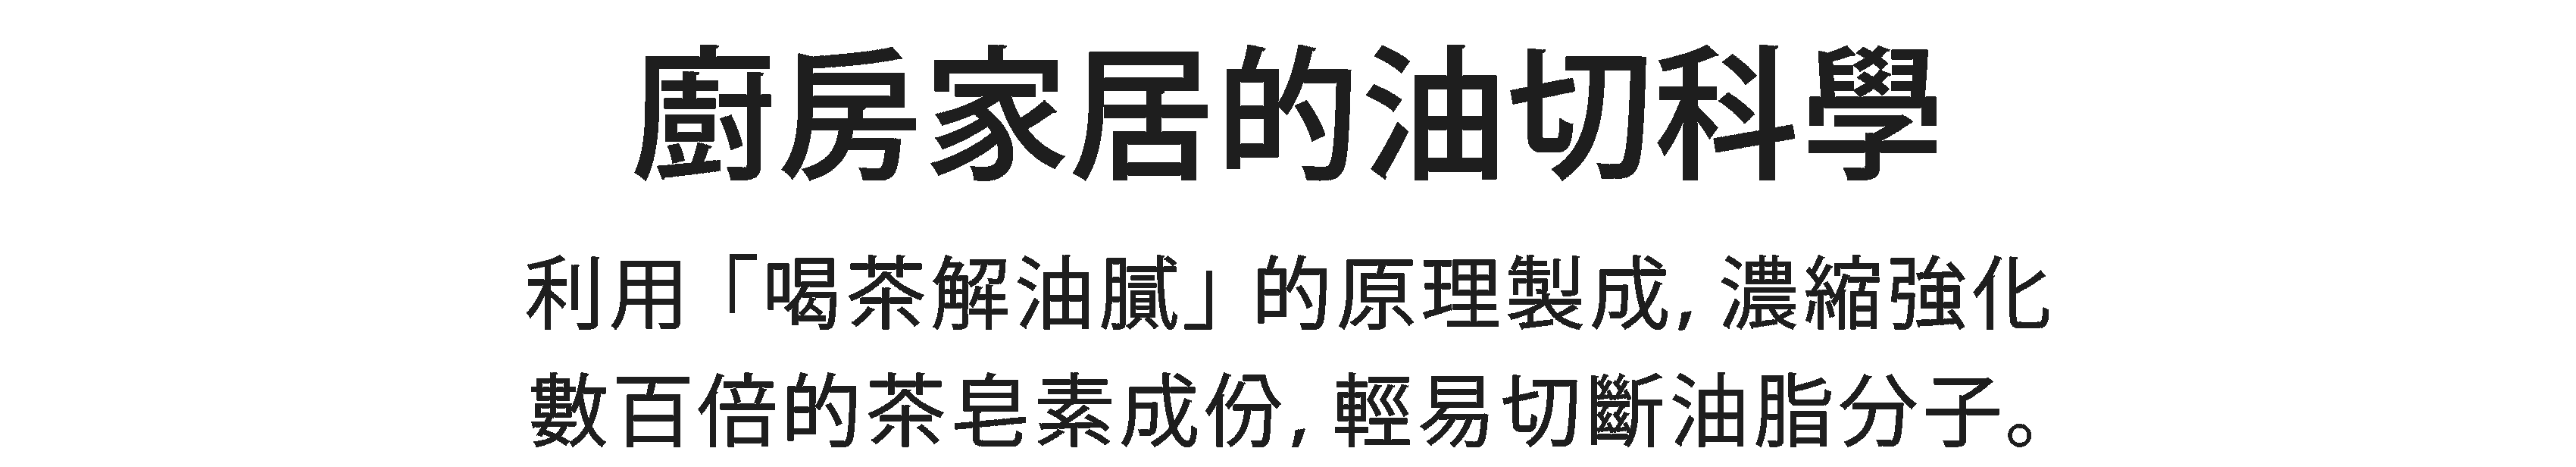 廚房家居的油切科學
利用「喝茶解油膩」的原理製成, 濃縮強化
數百倍的茶皂素成份, 輕易切斷油脂分子。